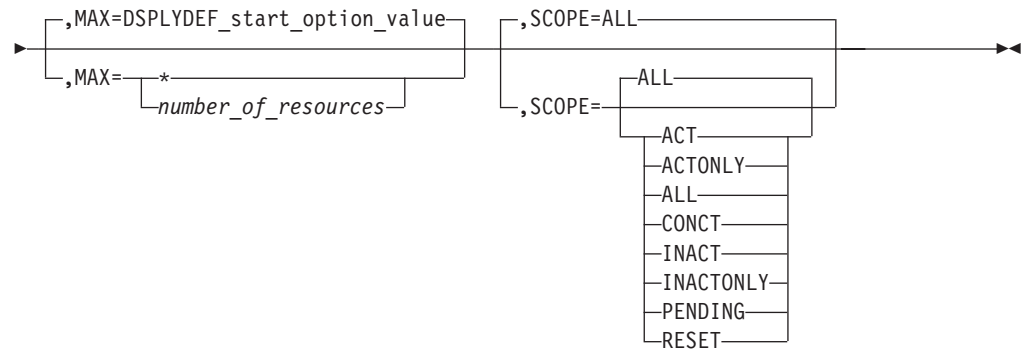 ,MAX=DSPLYDEF_start_option_value
,MAX=
*
number_of_resources
,SCOPE=ALL
,SCOPE=
ALL
ACT
ACTONLY
ALL
CONCT
INACT
INACTONLY
PENDING
RESET